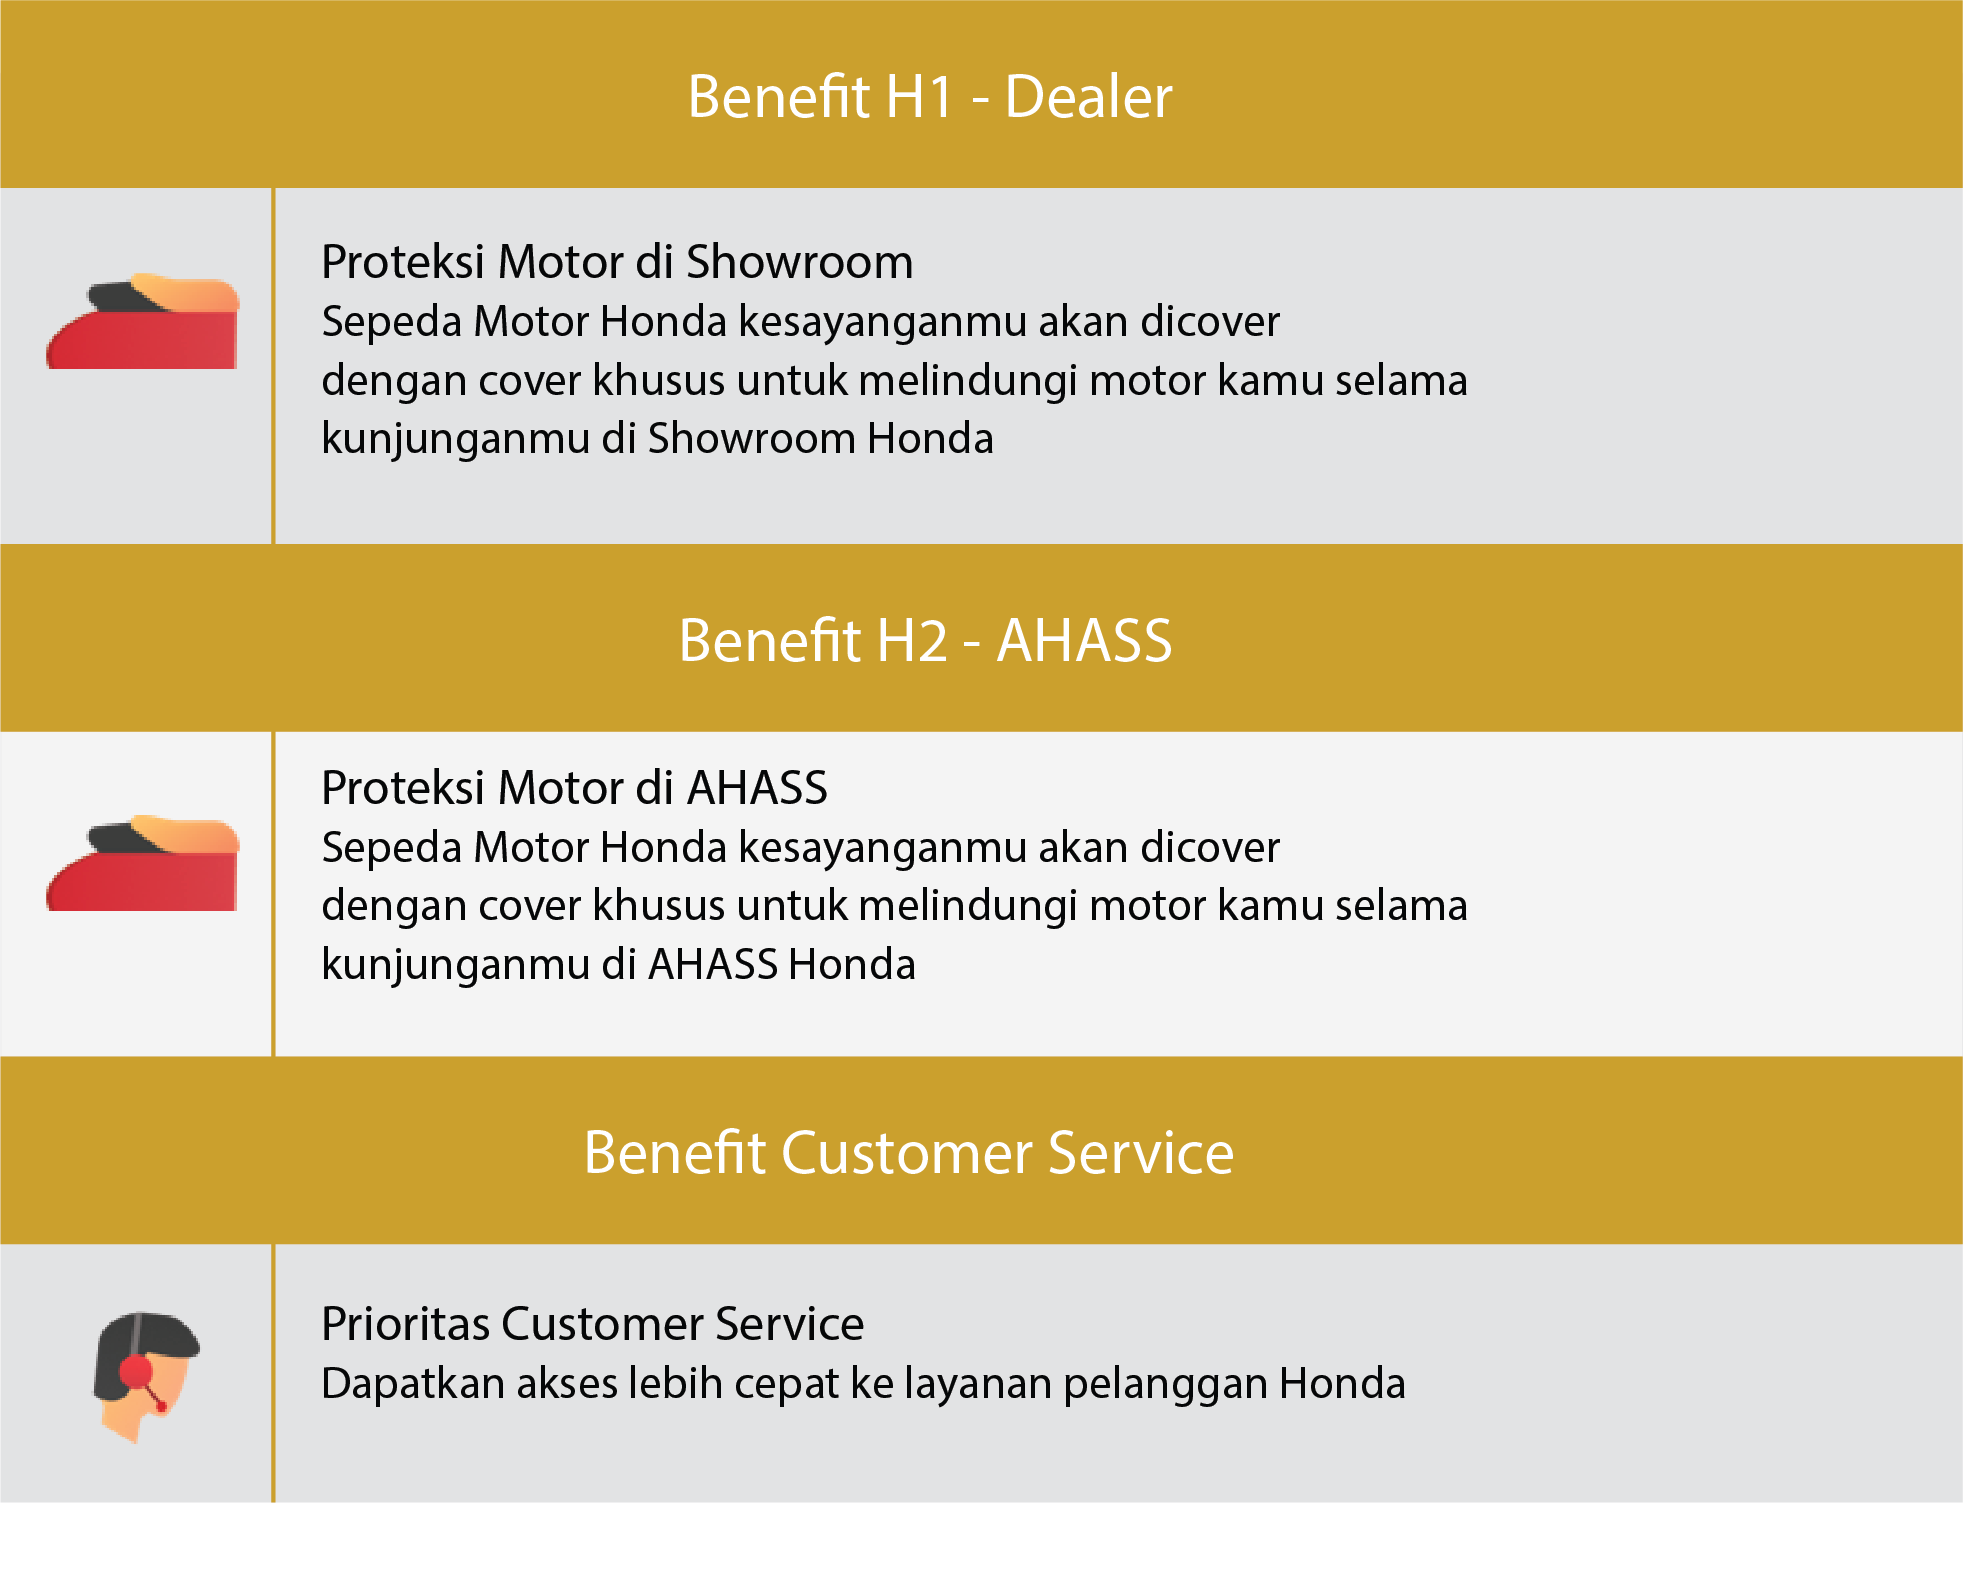 Benefit H1 - Dealer
Proteksi Motor di Showroom
Sepeda Motor Honda kesayanganmu akan dicover
dengan cover khusus untuk melindungi motor kamu selama
kunjunganmu di Showroom Honda
Benefit H2 - AHASS
Proteksi Motor di AHASS
Sepeda Motor Honda kesayanganmu akan dicover
dengan cover khusus untuk melindungi motor kamu selama
kunjunganmu di AHASS Honda
Benefit Customer Service
Prioritas Customer Service
Dapatkan akses lebih cepat ke layanan pelanggan Honda